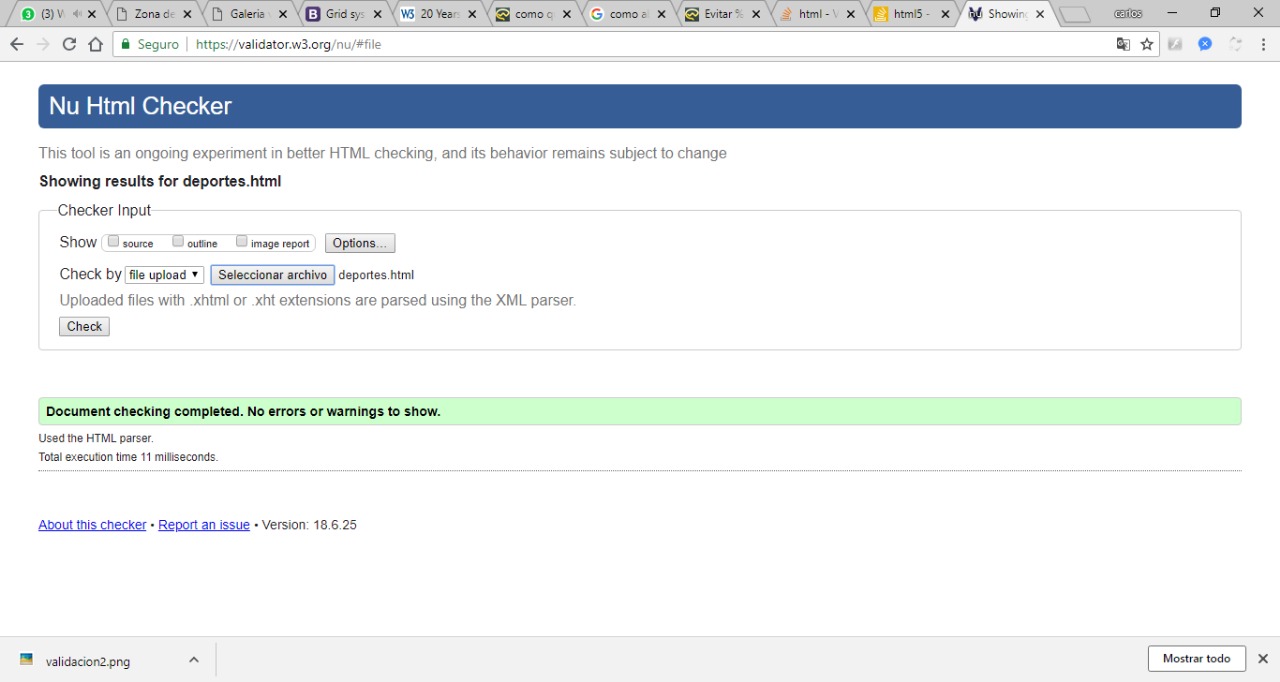 (3) W
Zona de
Galeria
Grid sys
W3 20 Years
como q
como al
Evitar %
html - V
html5 -
Showing
carlos
Seguro | https://validator.w3.org/nu/#file
Nu Html Checker
This tool is an ongoing experiment in better HTML checking, and its behavior remains subject to change
Showing results for deportes.html
Checker Input
Show source outline image report Options...
Check by file upload Seleccionar archivo deportes.html
Uploaded files with .xhtml or .xht extensions are parsed using the XML parser.
Check
Document checking completed. No errors or warnings to show.
Used the HTML parser.
Total execution time 11 milliseconds.
About this checker • Report an issue • Version: 18.6.25
validacion2.png
Mostrar todo